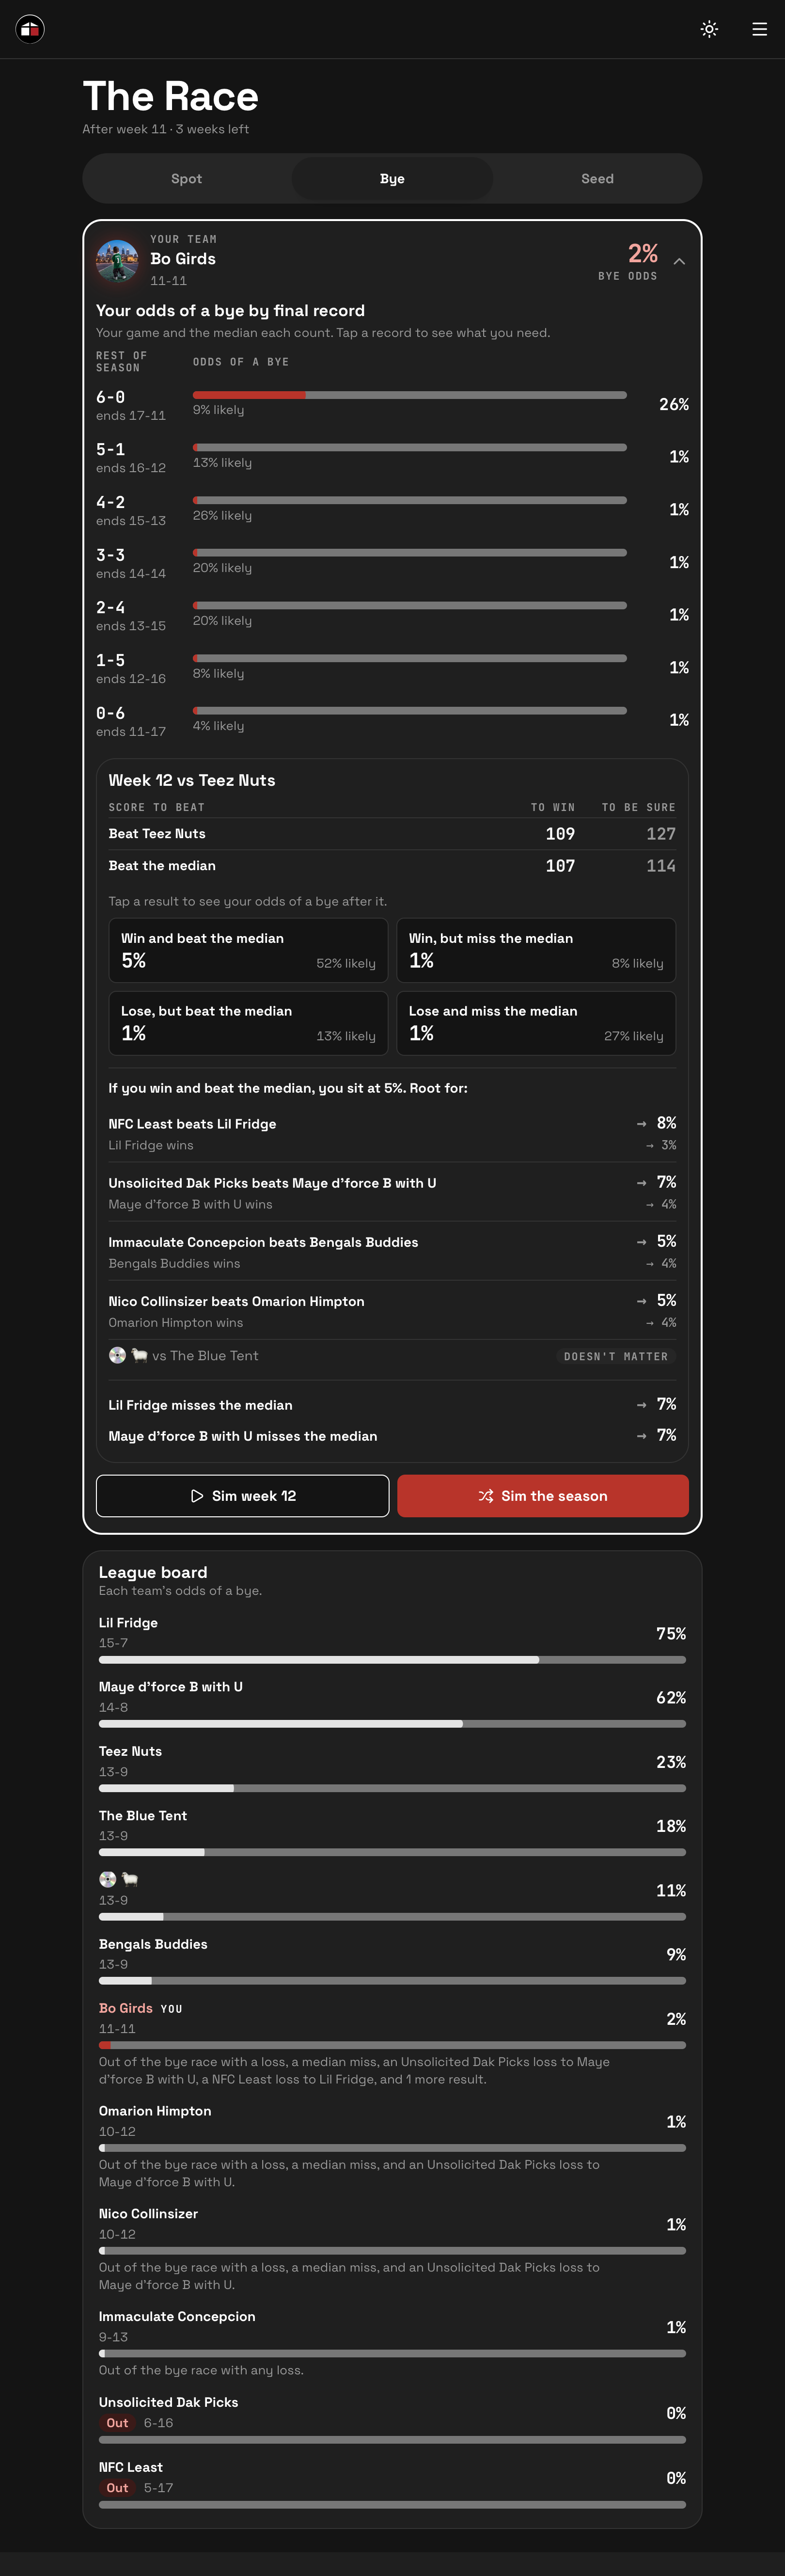 The Race
After week 11 · 3 weeks left
Spot
Bye
Seed
YOUR TEAM
Bo Girds
11-11
2%
BYE ODDS
Your odds of a bye by final record
Your game and the median each count. Tap a record to see what you need.
REST OF
SEASON
ODDS OF A BYE
6-0
ends 17-11
9% likely
26%
5-1
ends 16-12
13% likely
1%
4-2
ends 15-13
26% likely
1%
3-3
ends 14-14
20% likely
1%
2-4
ends 13-15
20% likely
1%
1-5
ends 12-16
8% likely
1%
0-6
ends 11-17
4% likely
1%
Week 12 vs Teez Nuts
SCORE TO BEAT TO WIN TO BE SURE
Beat Teez Nuts 109 127
Beat the median 107 114
Tap a result to see your odds of a bye after it.
Win and beat the median
5% 52% likely
Win, but miss the median
1% 8% likely
Lose, but beat the median
1% 13% likely
Lose and miss the median
1% 27% likely
If you win and beat the median, you sit at 5%. Root for:
NFC Least beats Lil Fridge → 8%
Lil Fridge wins → 3%
Unsolicited Dak Picks beats Maye d'force B with U → 7%
Maye d'force B with U wins → 4%
Immaculate Concepcion beats Bengals Buddies → 5%
Bengals Buddies wins → 4%
Nico Collinsizer beats Omarion Himpton → 5%
Omarion Himpton wins → 4%
💿 🐑 vs The Blue Tent DOESN'T MATTER
Lil Fridge misses the median → 7%
Maye d'force B with U misses the median → 7%
Sim week 12
Sim the season
League board
Each team's odds of a bye.
Lil Fridge
15-7
75%
Maye d'force B with U
14-8
62%
Teez Nuts
13-9
23%
The Blue Tent
13-9
18%
💿 🐑
13-9
11%
Bengals Buddies
13-9
9%
Bo Girds YOU
11-11
2%
Out of the bye race with a loss, a median miss, an Unsolicited Dak Picks loss to Maye
d'force B with U, a NFC Least loss to Lil Fridge, and 1 more result.
Omarion Himpton
10-12
1%
Out of the bye race with a loss, a median miss, and an Unsolicited Dak Picks loss to
Maye d'force B with U.
Nico Collinsizer
10-12
1%
Out of the bye race with a loss, a median miss, and an Unsolicited Dak Picks loss to
Maye d'force B with U.
Immaculate Concepcion
9-13
1%
Out of the bye race with any loss.
Unsolicited Dak Picks
Out 6-16
0%
NFC Least
Out 5-17
0%